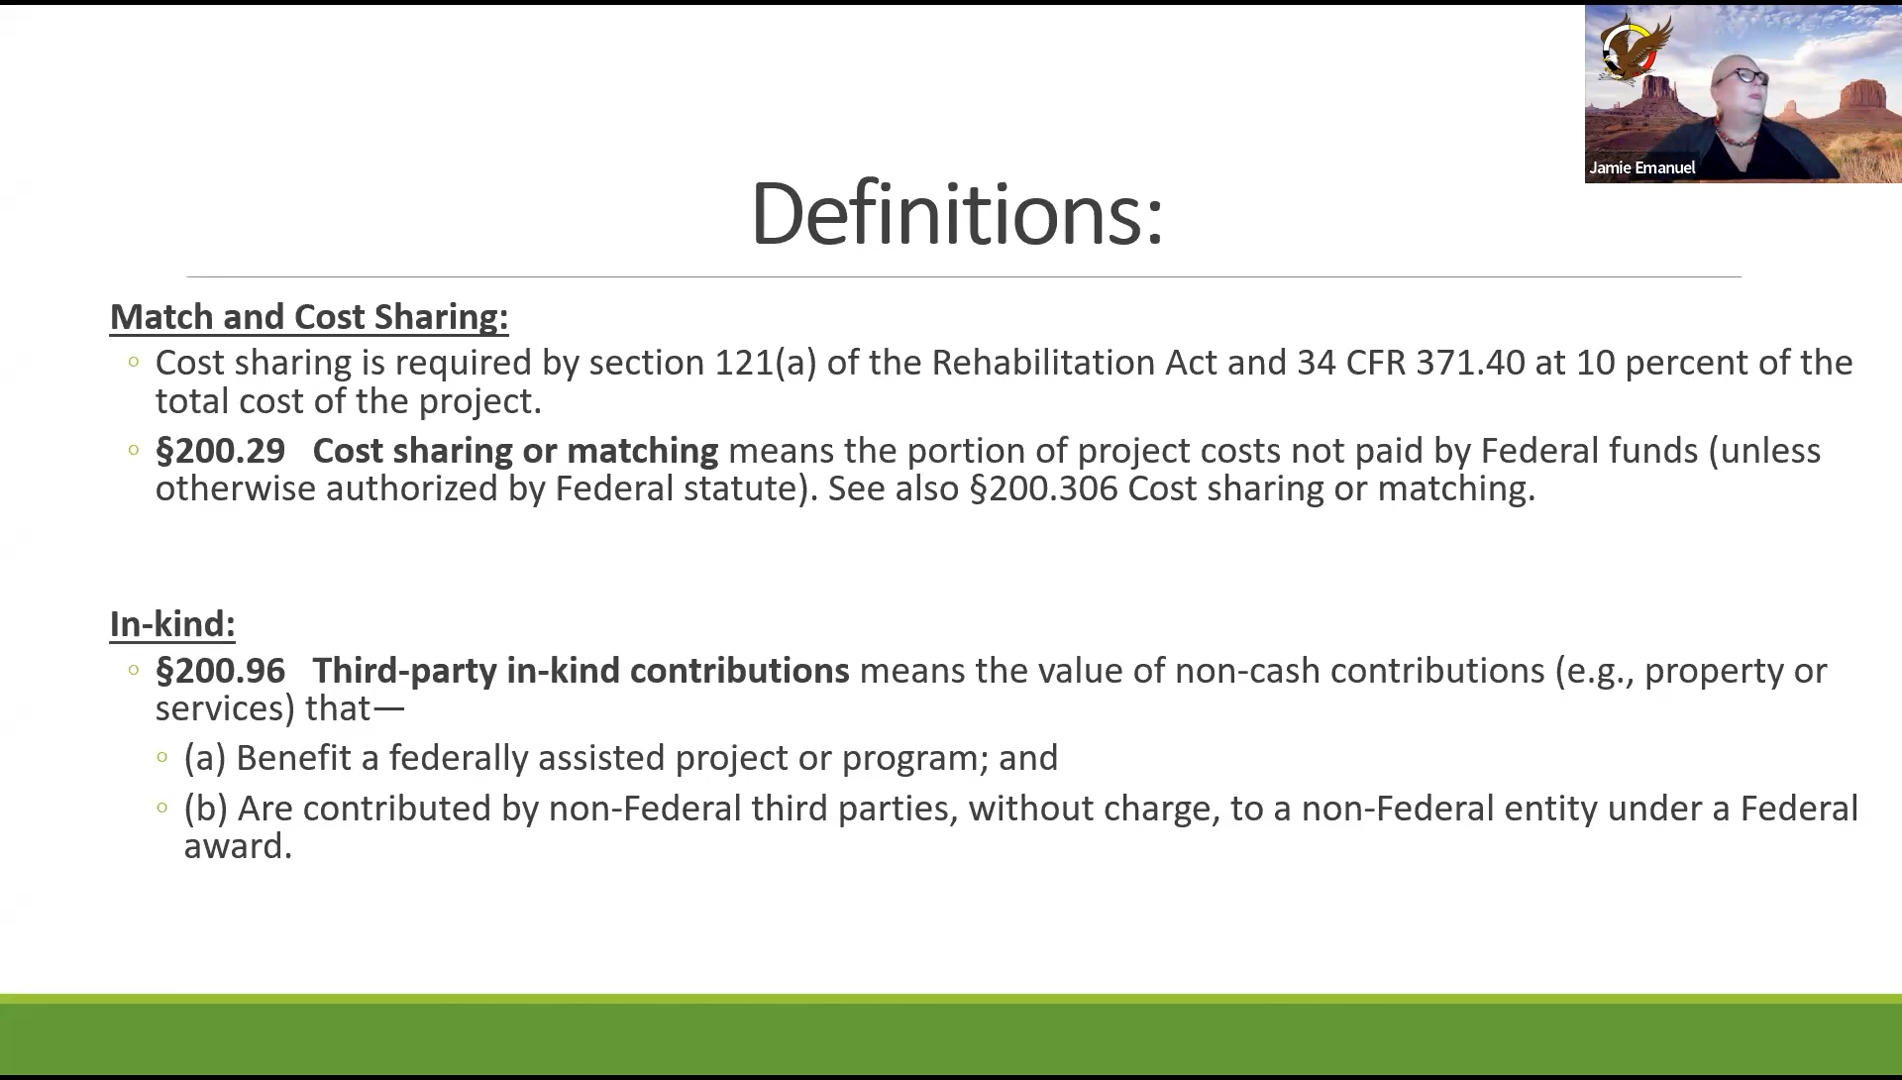 Jamie Emanuel
Definitions:
Match and Cost Sharing:
Cost sharing is required by section 121(a) of the Rehabilitation Act and 34 CFR 371.40 at 10 percent of the
total cost of the project.
§200.29 Cost sharing or matching means the portion of project costs not paid by Federal funds (unless
otherwise authorized by Federal statute). See also §200.306 Cost sharing or matching.
In-kind:
§200.96 Third-party in-kind contributions means the value of non-cash contributions (e.g., property or
services) that—
(a) Benefit a federally assisted project or program; and
(b) Are contributed by non-Federal third parties, without charge, to a non-Federal entity under a Federal
award.